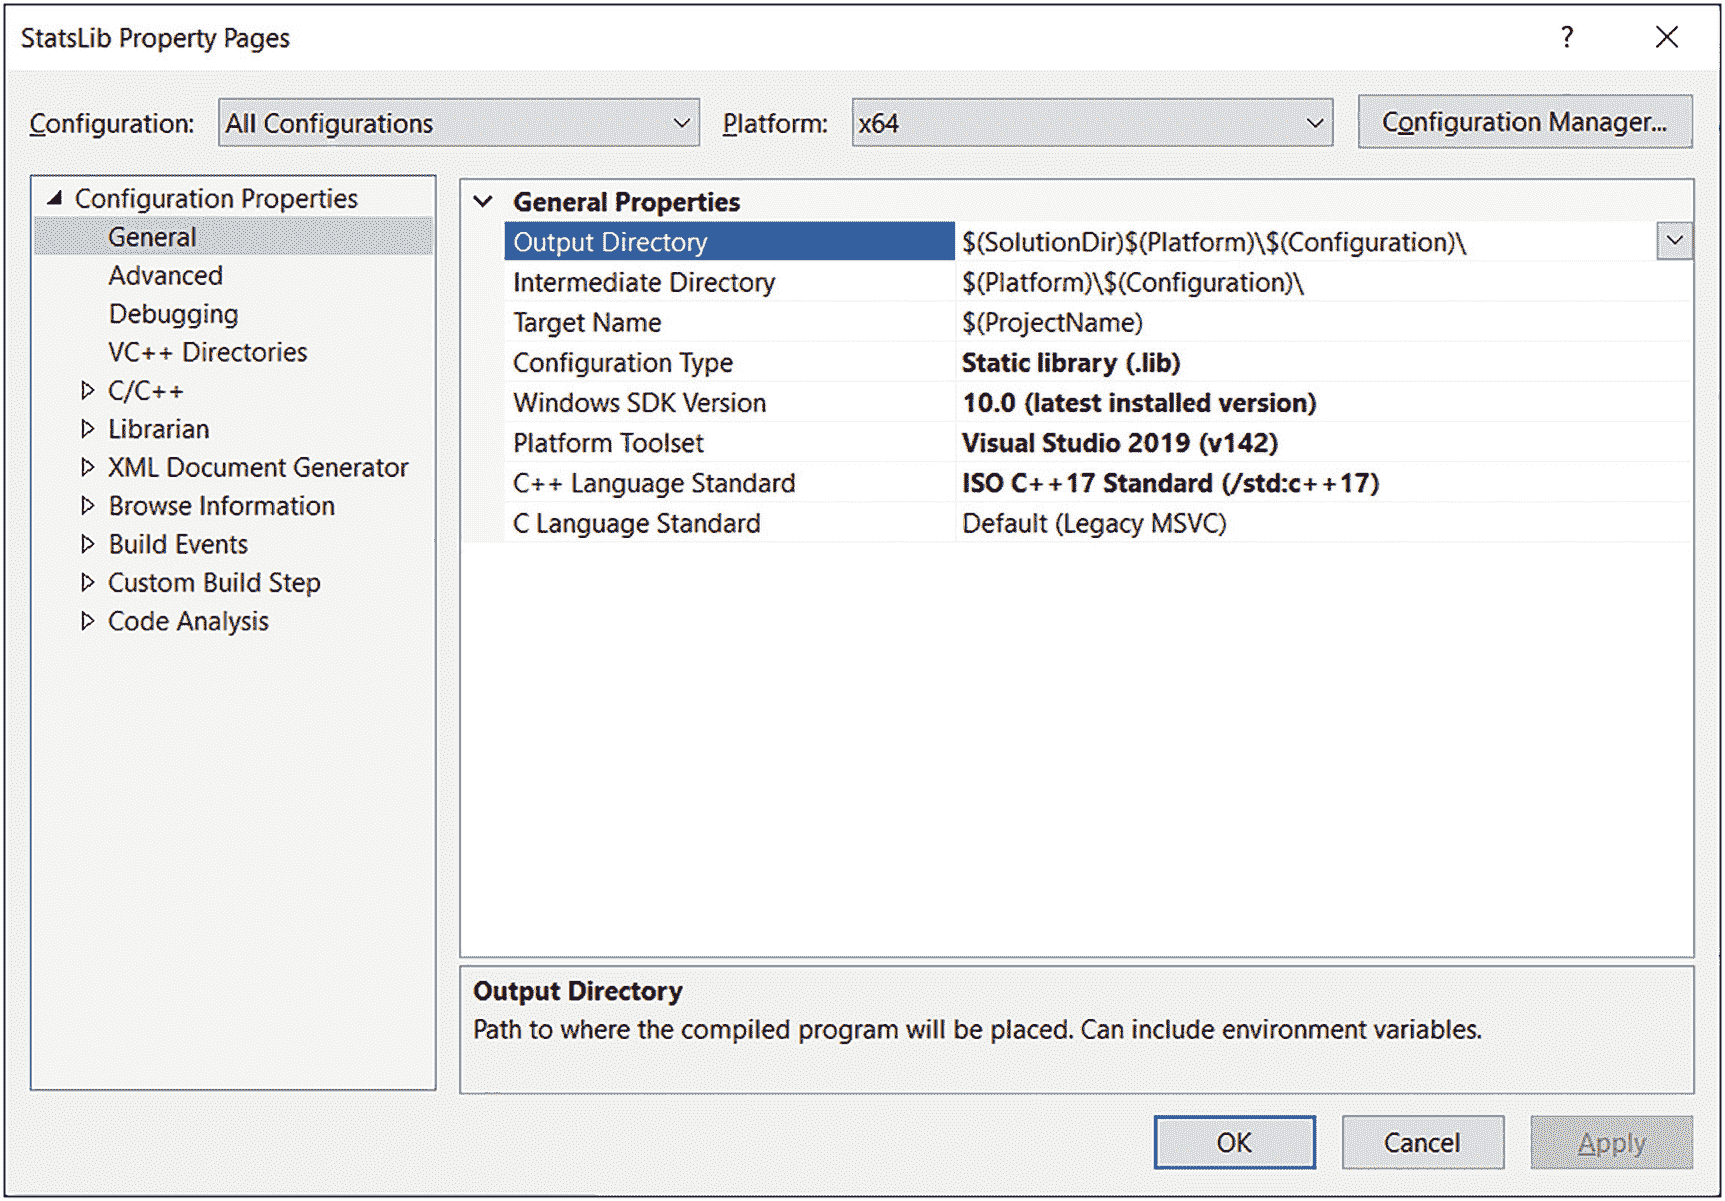 StatsLib Property Pages
?
Configuration: All Configurations Platform: x64 Configuration Manager...
Configuration Properties
General
Advanced
Debugging
VC++ Directories
C/C++
Librarian
XML Document Generator
Browse Information
Build Events
Custom Build Step
Code Analysis
General Properties
Output Directory $(SolutionDir)$(Platform)\$(Configuration)\
Intermediate Directory $(Platform)\$(Configuration)\
Target Name $(ProjectName)
Configuration Type Static library (.lib)
Windows SDK Version 10.0 (latest installed version)
Platform Toolset Visual Studio 2019 (v142)
C++ Language Standard ISO C++17 Standard (/std:c++17)
C Language Standard Default (Legacy MSVC)
Output Directory
Path to where the compiled program will be placed. Can include environment variables.
OK Cancel Apply